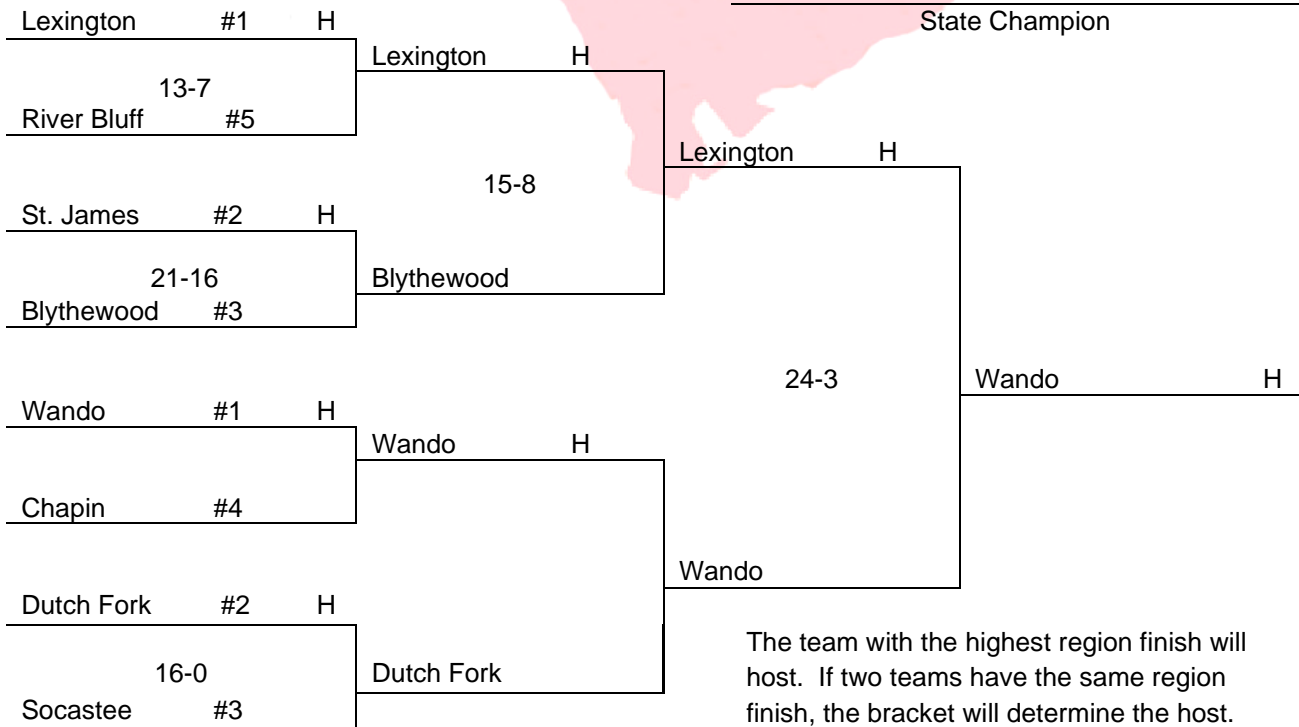 Lexington #1 H
State Champion
Lexington H
13-7
River Bluff #5
Lexington H
15-8
St. James #2 H
21-16
Blythewood
Blythewood #3
24-3
Wando H
Wando #1 H
Wando H
Chapin #4
Wando
Dutch Fork #2 H
The team with the highest region finish will
16-0
Dutch Fork
host. If two teams have the same region
Socastee #3
finish, the bracket will determine the host.